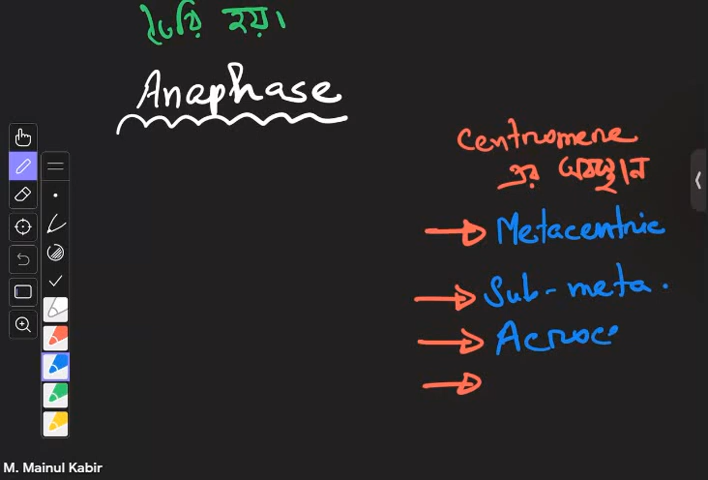 তৈরি হয়।
Anaphase
Centromere
এর অবস্থান
Metacentric
Sub-meta.
Acroce
M. Mainul Kabir